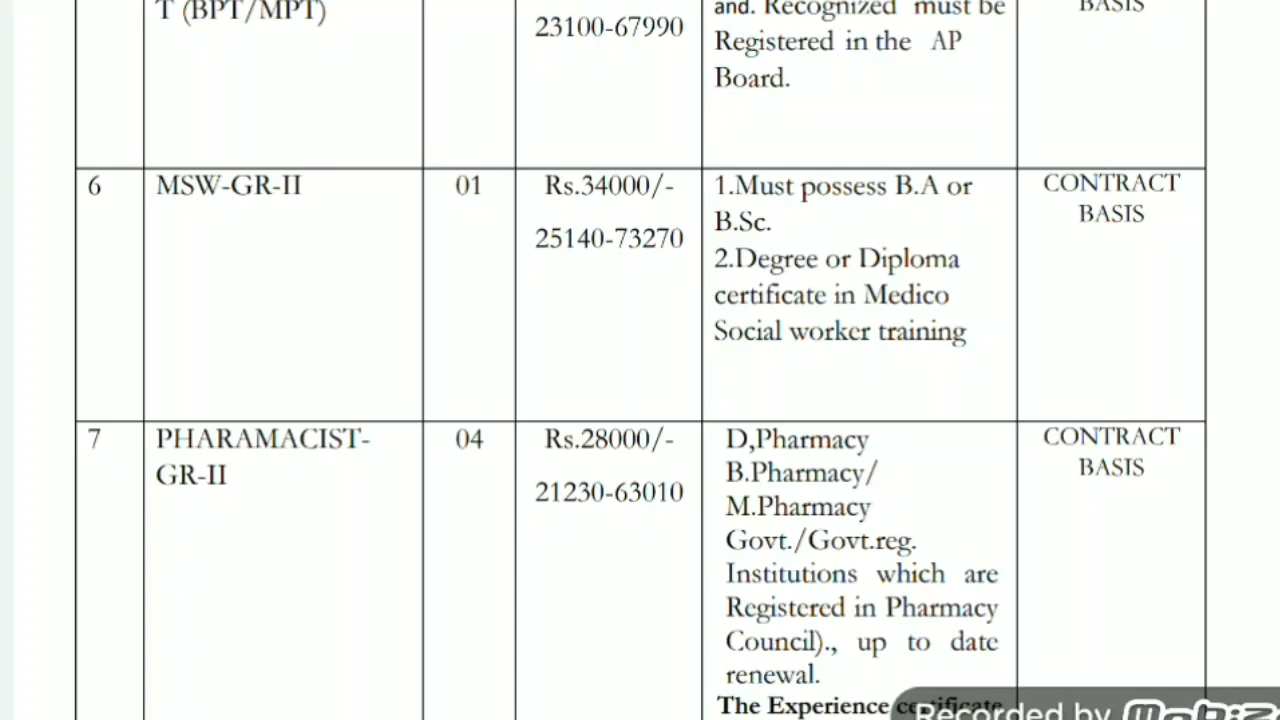 T (BPT/MPT)
23100-67990
and. Recognized must be
Registered in the AP
Board.
BASIS
6
MSW-GR-II
01
Rs.34000/-
25140-73270
1.Must possess B.A or
B.Sc.
2.Degree or Diploma
certificate in Medico
Social worker training
CONTRACT
BASIS
7
PHARAMACIST-
GR-II
04
Rs.28000/-
21230-63010
D,Pharmacy
B.Pharmacy/
M.Pharmacy
Govt./Govt.reg.
Institutions which are
Registered in Pharmacy
Council)., up to date
renewal.
The Experience certificate
CONTRACT
BASIS
Recorded by